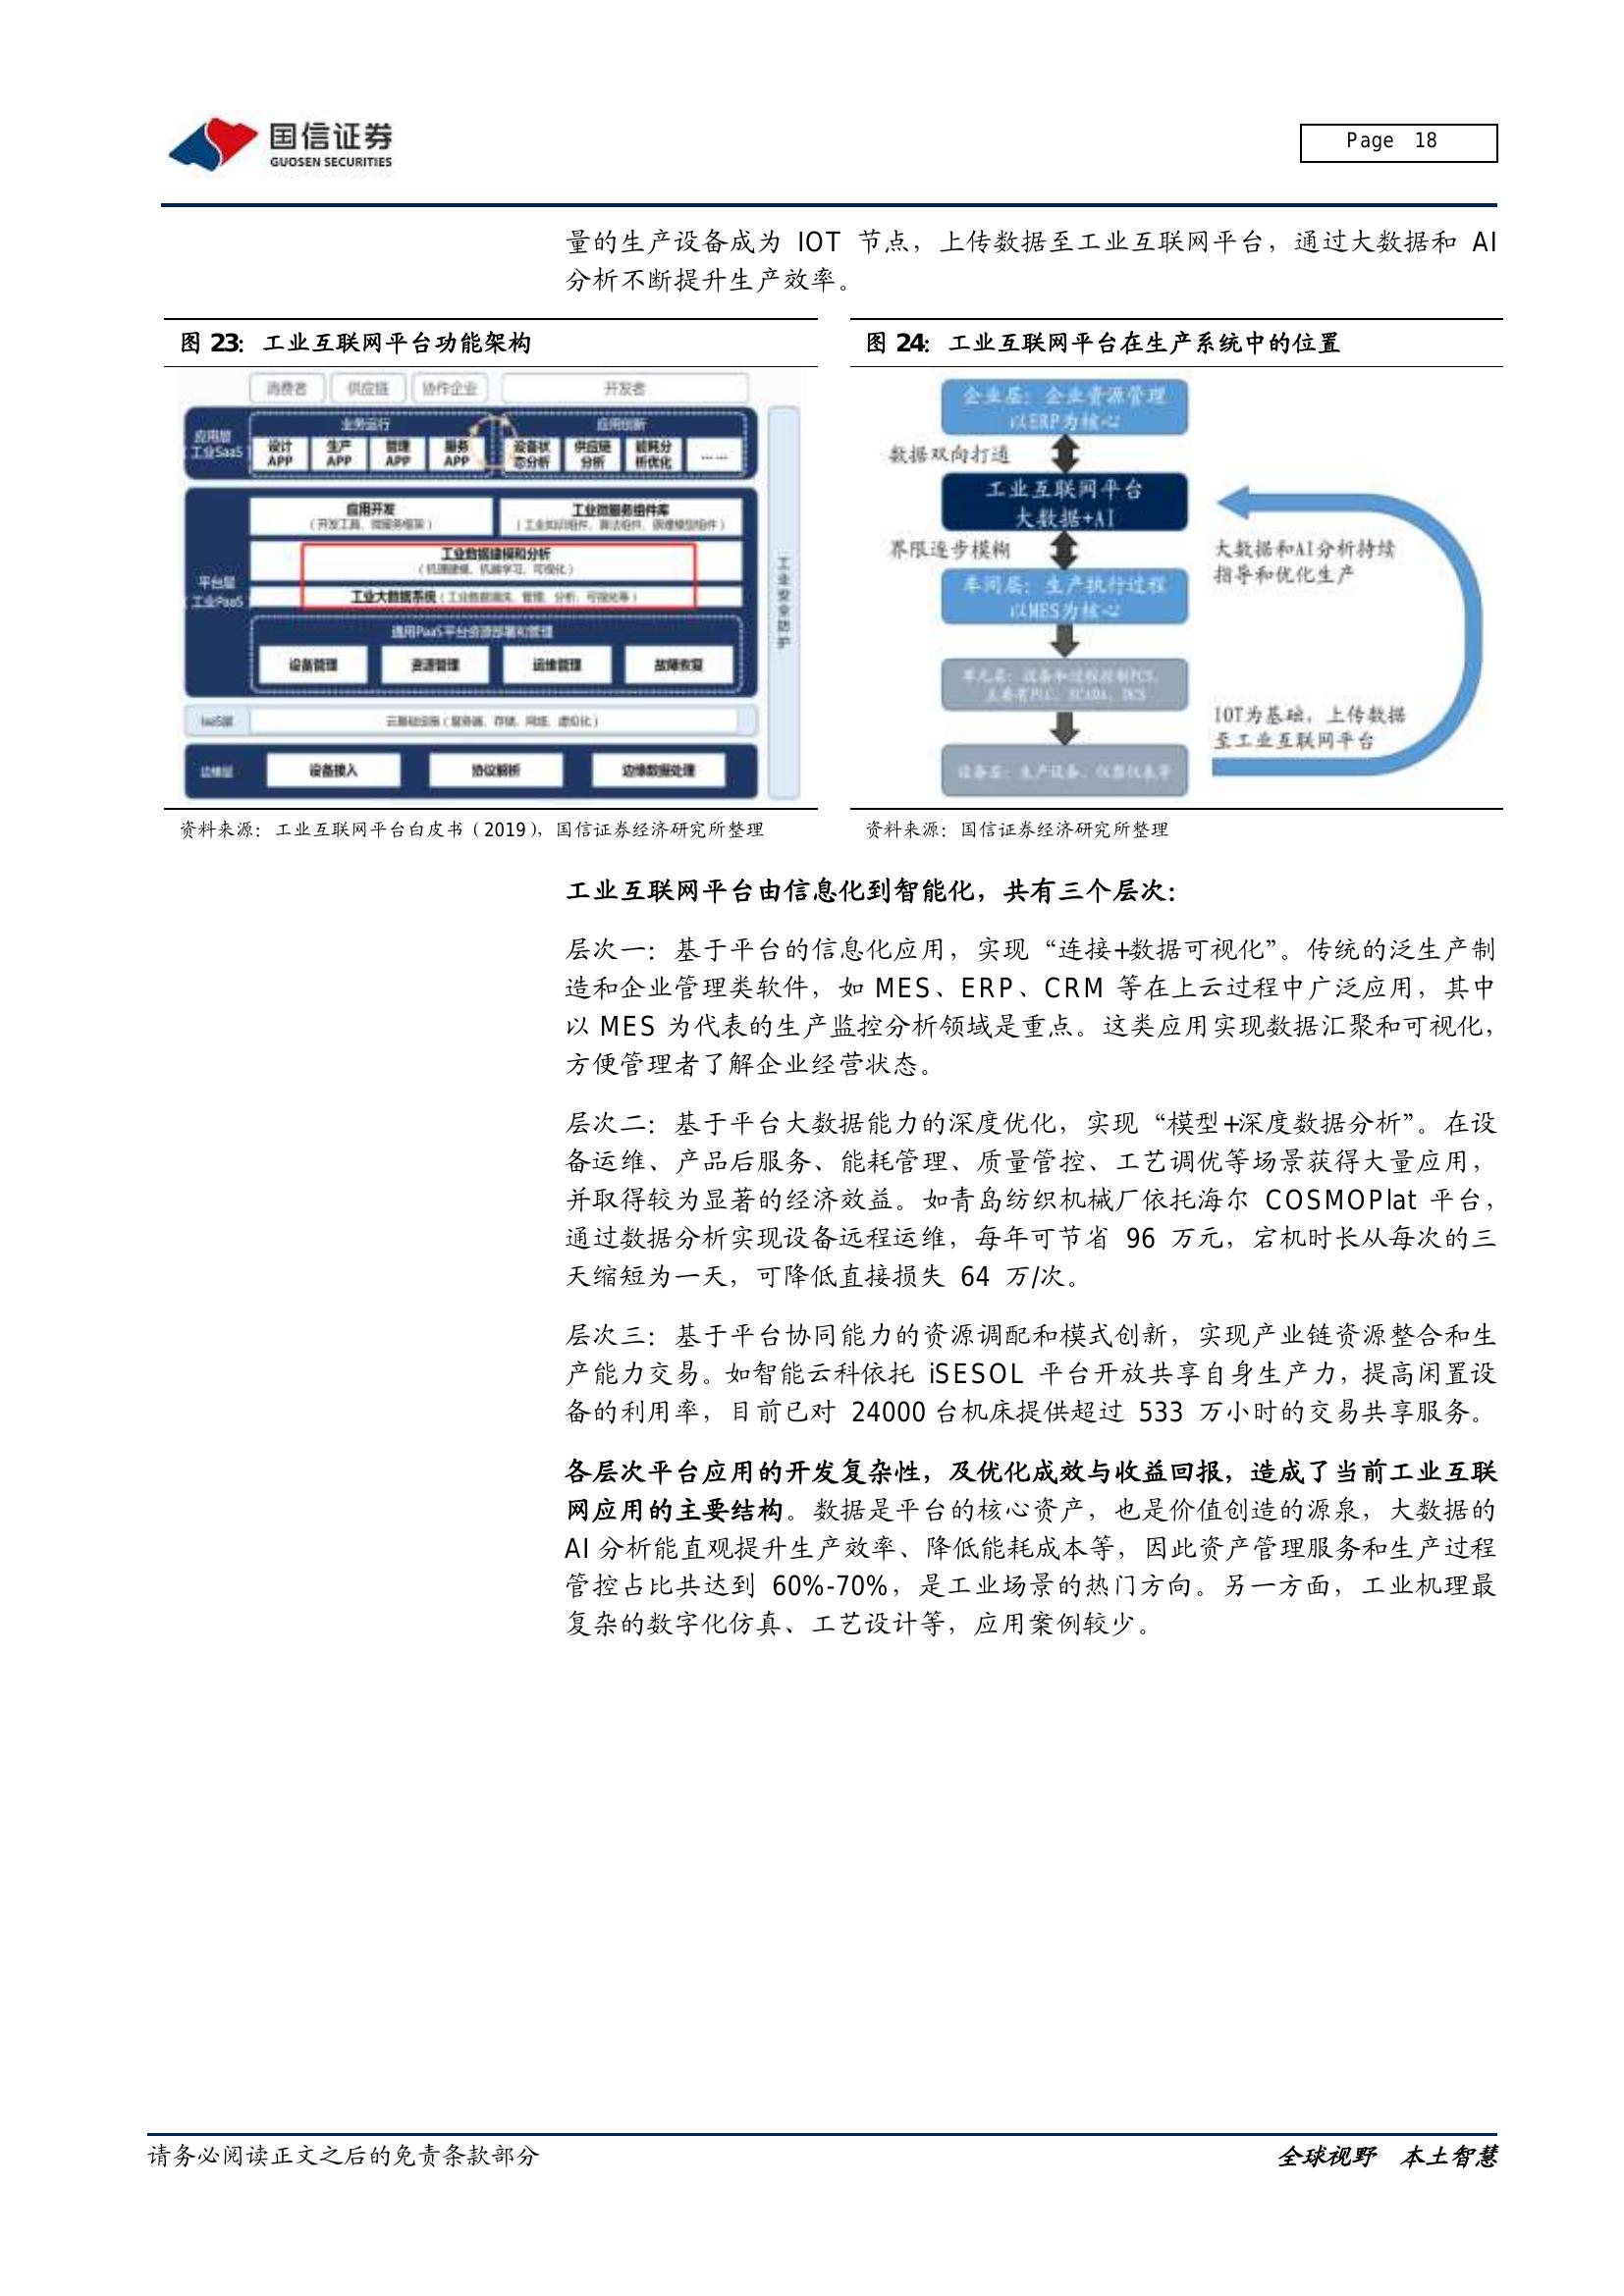 国信证券
GUOSEN SECURITIES
Page 18
量的生产设备成为 IOT 节点，上传数据至工业互联网平台，通过大数据和 AI
分析不断提升生产效率。
图 23：工业互联网平台功能架构
消费者 供应链 协作企业 开发者
应用层
工业SaaS
业务运行
设计
APP
生产
APP
管理
APP
服务
APP
应用创新
设备状
态分析
供应链
分析
能耗分
析优化
……
平台层
工业PaaS
应用开发
（开发工具、微服务框架）
工业微服务组件库
（工业知识组件、算法组件、原理模型组件）
工业数据建模和分析
（机理建模、机器学习、可视化）
工业大数据系统（工业数据清洗、管理、分析、可视化等）
通用PaaS平台资源部署和管理
设备管理 资源管理 运维管理 故障恢复
IaaS层
云基础设施（服务器、存储、网络、虚拟化）
边缘层
设备接入 协议解析 边缘数据处理
工业安全防护
资料来源：工业互联网平台白皮书（2019），国信证券经济研究所整理
图 24：工业互联网平台在生产系统中的位置
企业层：企业资源管理
以ERP为核心
数据双向打通
工业互联网平台
大数据+AI
界限逐步模糊
车间层：生产执行过程
以MES为核心
单元层：设备和过程控制PCS，
主要有PLC、SCADA、DCS
设备层：生产设备、仪器仪表等
大数据和AI分析持续
指导和优化生产
IOT为基础，上传数据
至工业互联网平台
资料来源：国信证券经济研究所整理
工业互联网平台由信息化到智能化，共有三个层次：
层次一：基于平台的信息化应用，实现“连接+数据可视化”。传统的泛生产制
造和企业管理类软件，如 MES、ERP、CRM 等在上云过程中广泛应用，其中
以 MES 为代表的生产监控分析领域是重点。这类应用实现数据汇聚和可视化，
方便管理者了解企业经营状态。
层次二：基于平台大数据能力的深度优化，实现“模型+深度数据分析”。在设
备运维、产品后服务、能耗管理、质量管控、工艺调优等场景获得大量应用，
并取得较为显著的经济效益。如青岛纺织机械厂依托海尔 COSMOPlat 平台，
通过数据分析实现设备远程运维，每年可节省 96 万元，宕机时长从每次的三
天缩短为一天，可降低直接损失 64 万/次。
层次三：基于平台协同能力的资源调配和模式创新，实现产业链资源整合和生
产能力交易。如智能云科依托 iSESOL 平台开放共享自身生产力，提高闲置设
备的利用率，目前已对 24000 台机床提供超过 533 万小时的交易共享服务。
各层次平台应用的开发复杂性，及优化成效与收益回报，造成了当前工业互联
网应用的主要结构。数据是平台的核心资产，也是价值创造的源泉，大数据的
AI 分析能直观提升生产效率、降低能耗成本等，因此资产管理服务和生产过程
管控占比共达到 60%-70%，是工业场景的热门方向。另一方面，工业机理最
复杂的数字化仿真、工艺设计等，应用案例较少。
请务必阅读正文之后的免责条款部分
全球视野 本土智慧